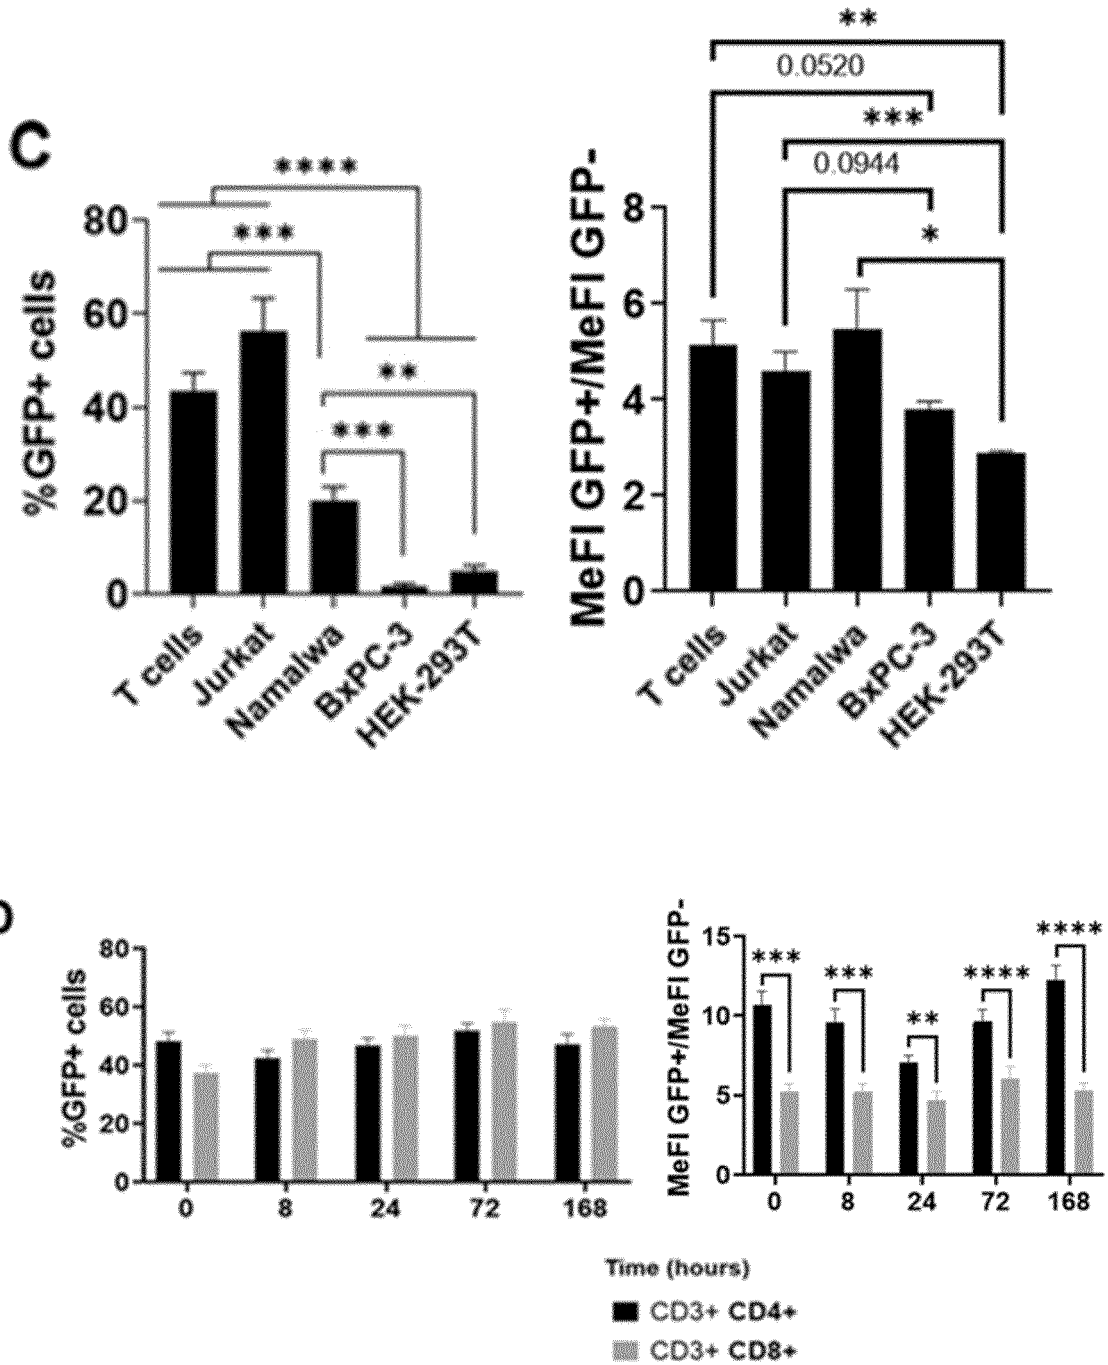 C
%GFP+ cells
80
60
40
20
0
****
***
**
***
T cells
Jurkat
Namalwa
BxPC-3
HEK-293T
MeFI GFP+/MeFI GFP-
8
6
4
2
0
**
0.0520
***
0.0944
*
T cells
Jurkat
Namalwa
BxPC-3
HEK-293T
%GFP+ cells
80
60
40
20
0
0 8 24 72 168
MeFI GFP+/MeFI GFP-
15
10
5
0
***
***
**
****
****
0 8 24 72 168
Time (hours)
CD3+ CD4+
CD3+ CD8+